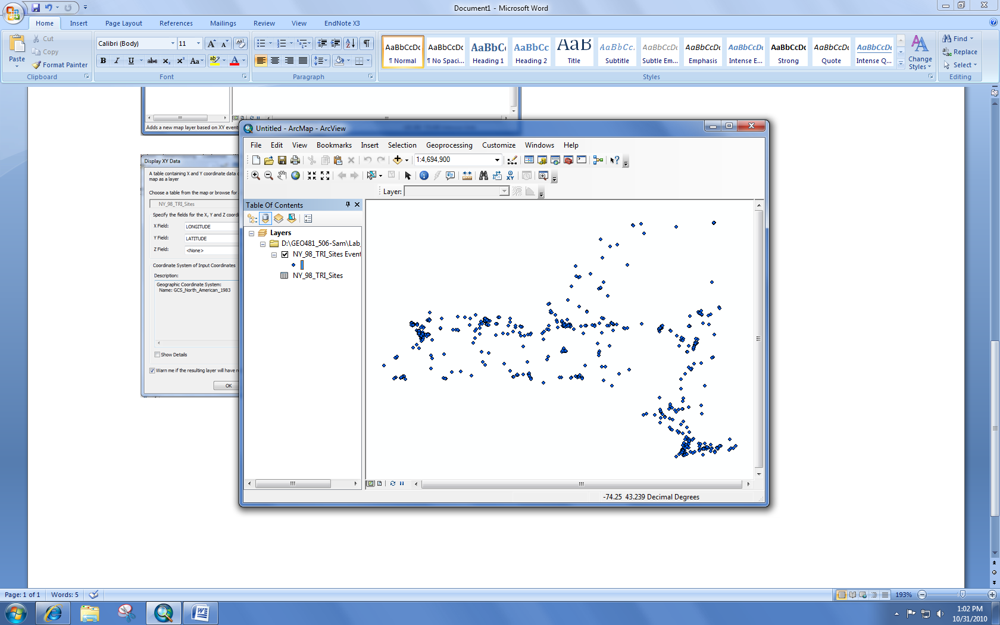 Document1 - Microsoft Word
Home Insert Page Layout References Mailings Review View EndNote X3
Paste
Cut
Copy
Format Painter
Clipboard
Calibri (Body) 11
B I U abc x₂ x² Aa A
Font
Paragraph
AaBbCcDc AaBbCcDc AaBbC AaBbCc AaB AaBbCc. AaBbCcDc AaBbCcDc AaBbCcDc AaBbCcDc AaBbCcDc AaBbCcDc
¶ Normal ¶ No Spaci... Heading 1 Heading 2 Title Subtitle Subtle Em... Emphasis Intense E... Strong Quote Intense Q...
Change
Styles
Styles
Find
Replace
Select
Editing
Adds a new map layer based on XY event
Display XY Data
A table containing X and Y coordinate data c
map as a layer
Choose a table from the map or browse for
NY_98_TRI_Sites
Specify the fields for the X, Y and Z coordi
X Field: LONGITUDE
Y Field: LATITUDE
Z Field: <None>
Coordinate System of Input Coordinates
Description:
Geographic Coordinate System:
Name: GCS_North_American_1983
Show Details
Warn me if the resulting layer will have re
OK
Untitled - ArcMap - ArcView
File Edit View Bookmarks Insert Selection Geoprocessing Customize Windows Help
1:4,694,900
Layer:
Table Of Contents
Layers
D:\GEO481_506-Sam\Lab_
NY_98_TRI_Sites Event
NY_98_TRI_Sites
-74.25 43.239 Decimal Degrees
Page: 1 of 1 Words: 5
193%
1:02 PM
10/31/2010